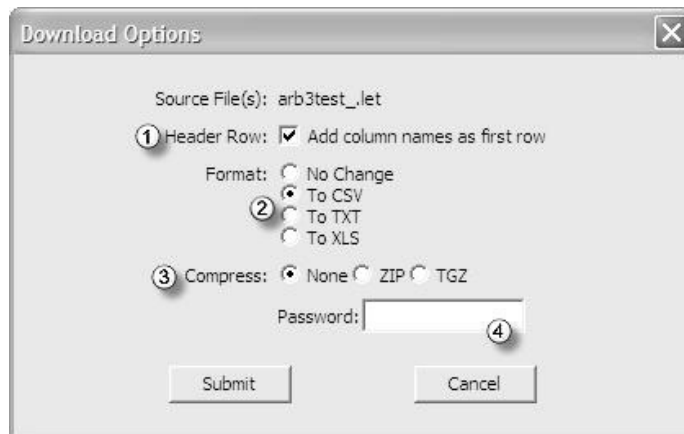 Download Options
Source File(s): arb3test_.let
1 Header Row: Add column names as first row
Format: No Change
2 To CSV
To TXT
To XLS
3 Compress: None ZIP TGZ
Password: 4
Submit Cancel